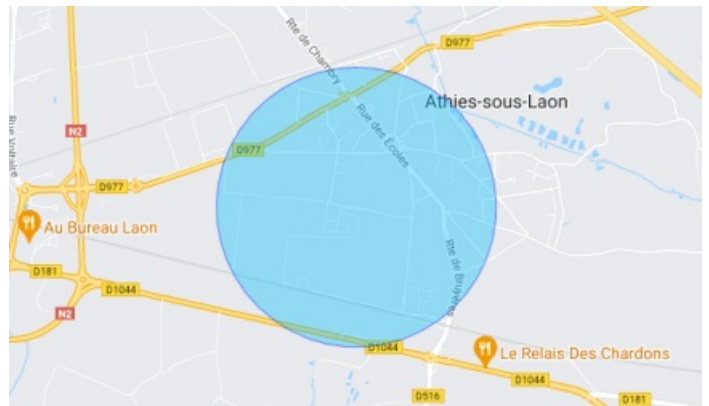 D977
Rte de Chambry
Athies-sous-Laon
Rue des Écoles
Rue Voltaire
N2
D977
D977
Au Bureau Laon
Rte de Bruyères
D181
D1044
N2
D1044
Le Relais Des Chardons
D1044
D516
D181